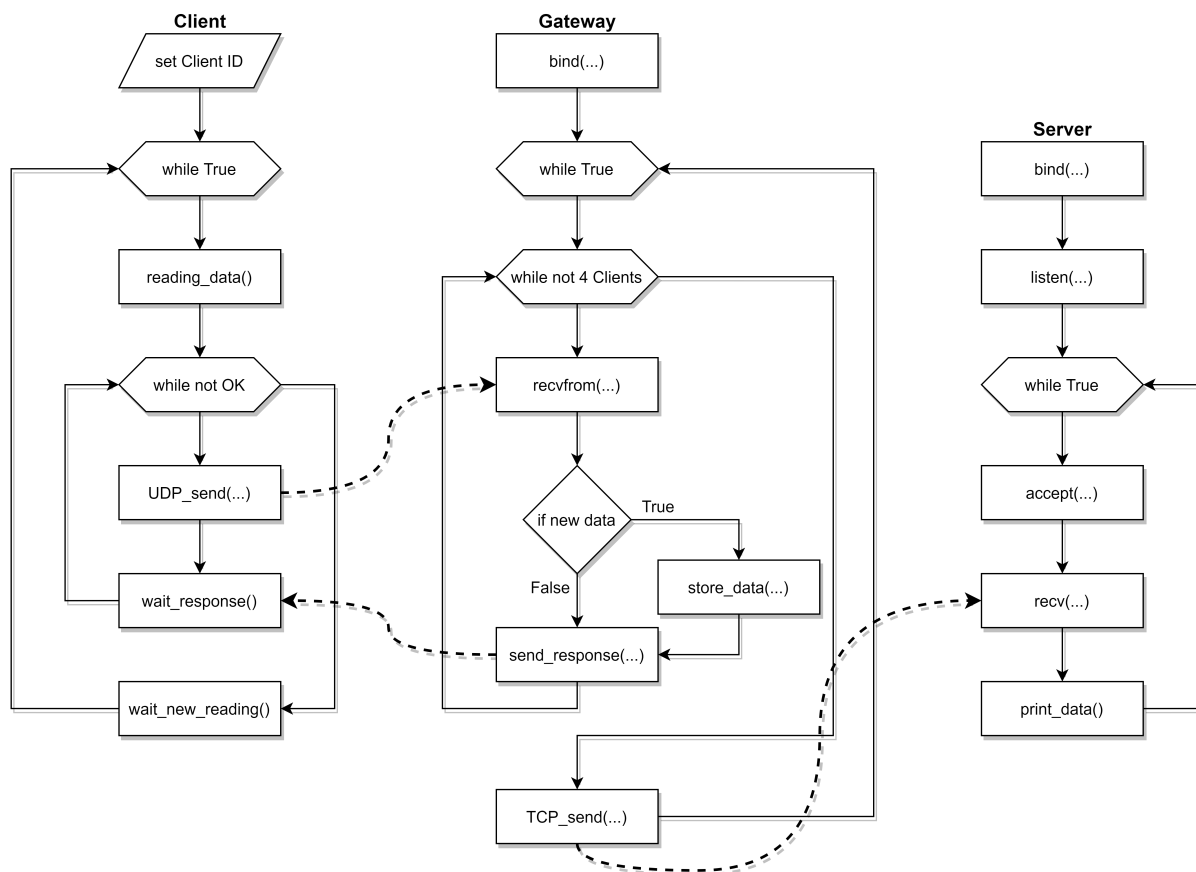 Client
set Client ID
while True
reading_data()
while not OK
UDP_send(...)
wait_response()
wait_new_reading()
Gateway
bind(...)
while True
while not 4 Clients
recvfrom(...)
if new data
True
False
store_data(...)
send_response(...)
TCP_send(...)
Server
bind(...)
listen(...)
while True
accept(...)
recv(...)
print_data()